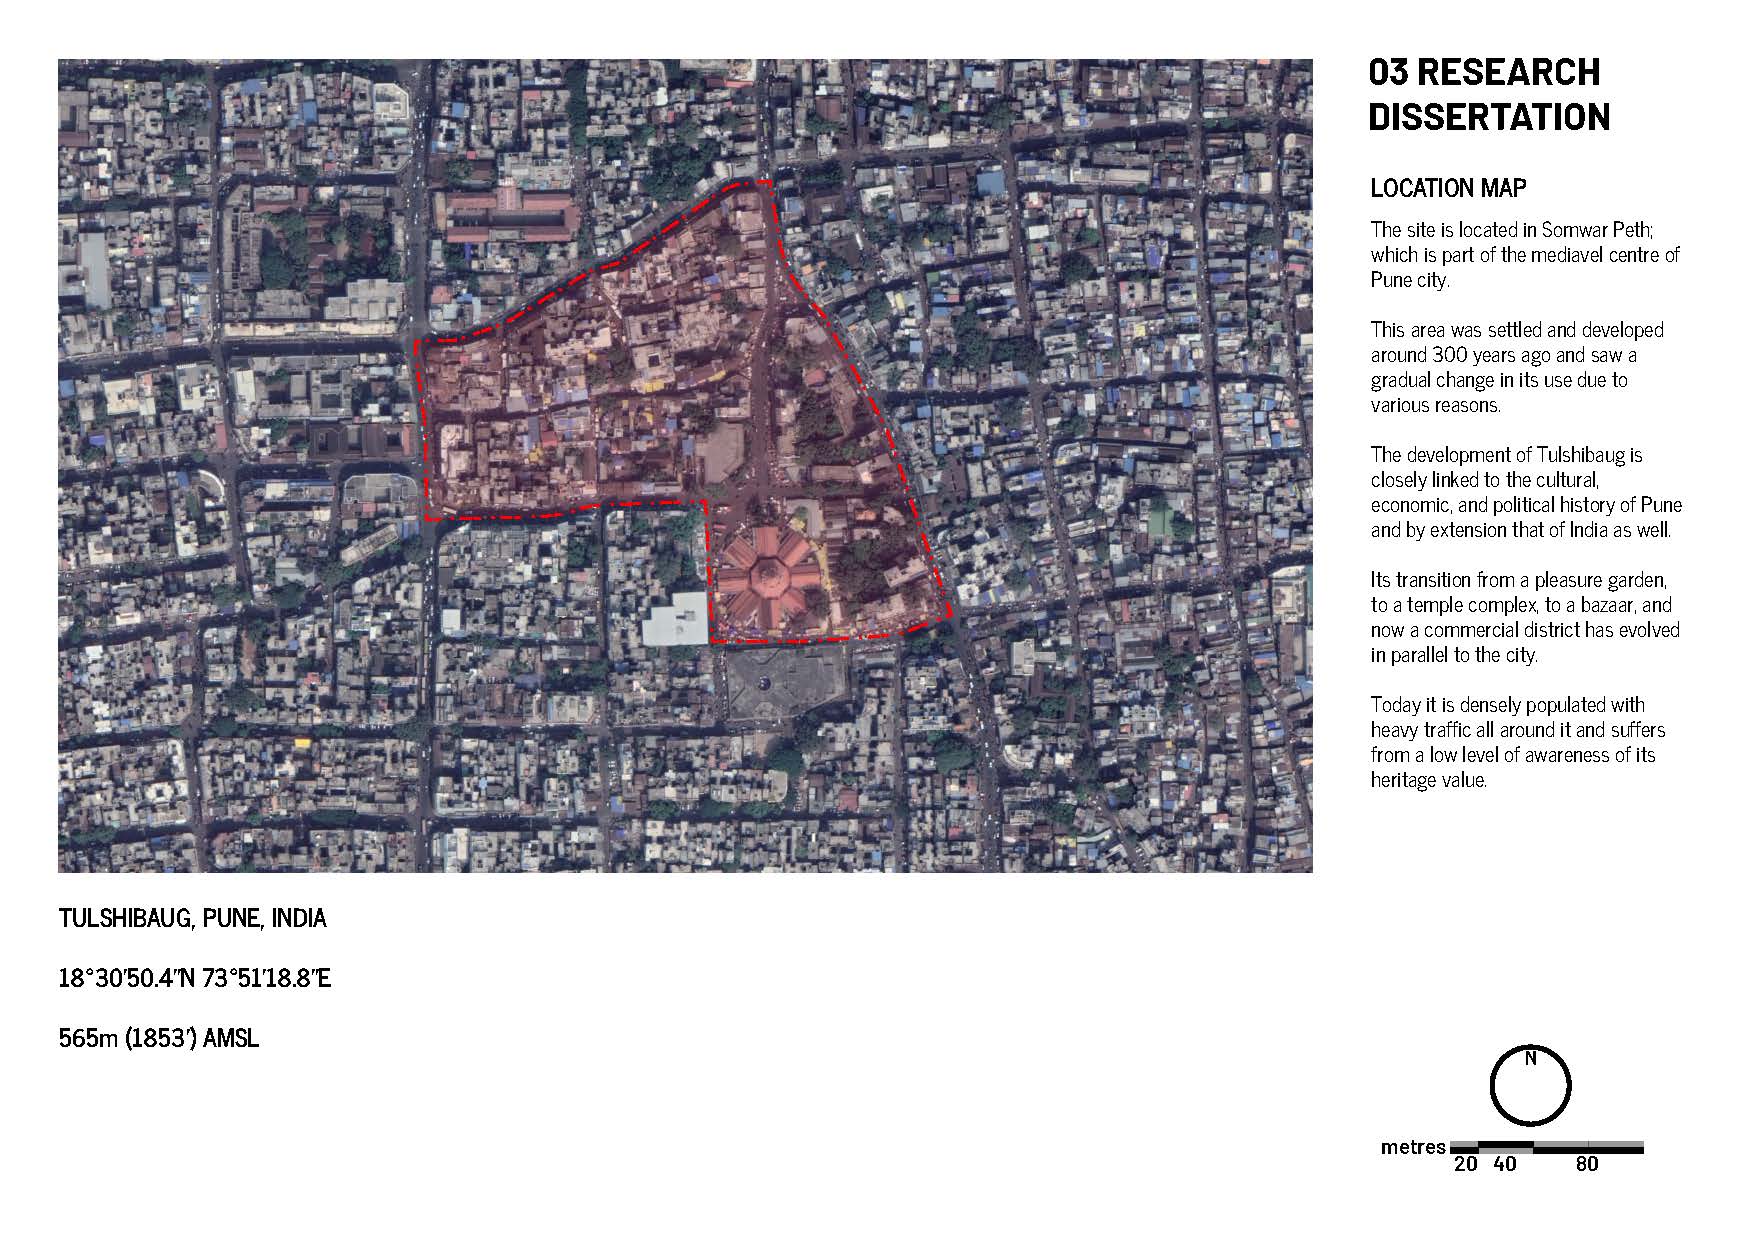 03 RESEARCH
DISSERTATION
LOCATION MAP
The site is located in Somwar Peth;
which is part of the mediavel centre of
Pune city.
This area was settled and developed
around 300 years ago and saw a
gradual change in its use due to
various reasons.
The development of Tulshibaug is
closely linked to the cultural,
economic, and political history of Pune
and by extension that of India as well.
Its transition from a pleasure garden,
to a temple complex, to a bazaar, and
now a commercial district has evolved
in parallel to the city.
Today it is densely populated with
heavy traffic all around it and suffers
from a low level of awareness of its
heritage value.
TULSHIBAUG, PUNE, INDIA
18°30'50.4"N 73°51'18.8"E
565m (1853') AMSL
N
metres
20 40 80